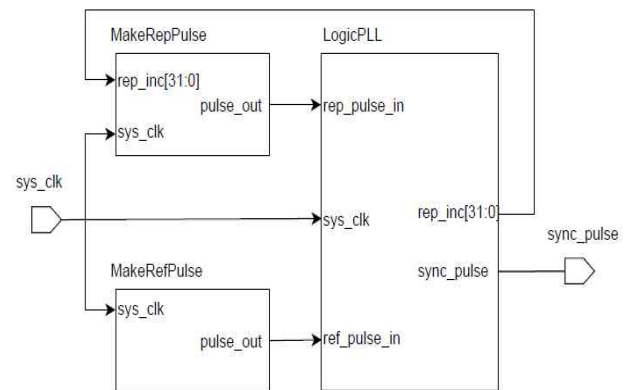 MakeRepPulse
rep_inc[31:0]
pulse_out
sys_clk
LogicPLL
rep_pulse_in
sys_clk
rep_inc[31:0]
sync_pulse
ref_pulse_in
sys_clk
sync_pulse
MakeRefPulse
sys_clk
pulse_out